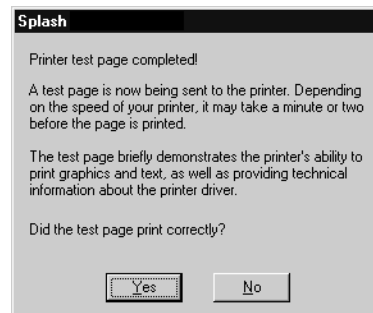 Splash
Printer test page completed!
A test page is now being sent to the printer. Depending
on the speed of your printer, it may take a minute or two
before the page is printed.
The test page briefly demonstrates the printer's ability to
print graphics and text, as well as providing technical
information about the printer driver.
Did the test page print correctly?
Yes No